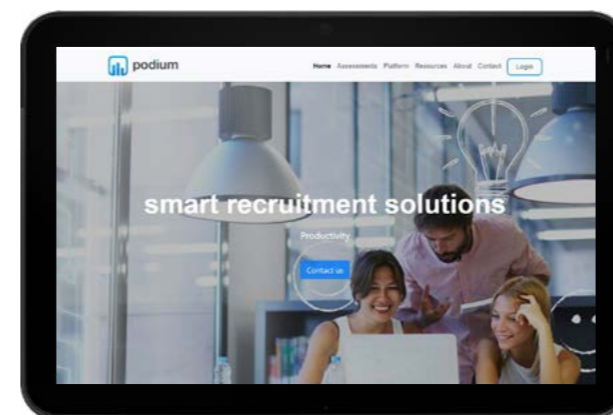 podium
Home Assessments Platform Resources About Contact Login
smart recruitment solutions
Productivity
Contact us